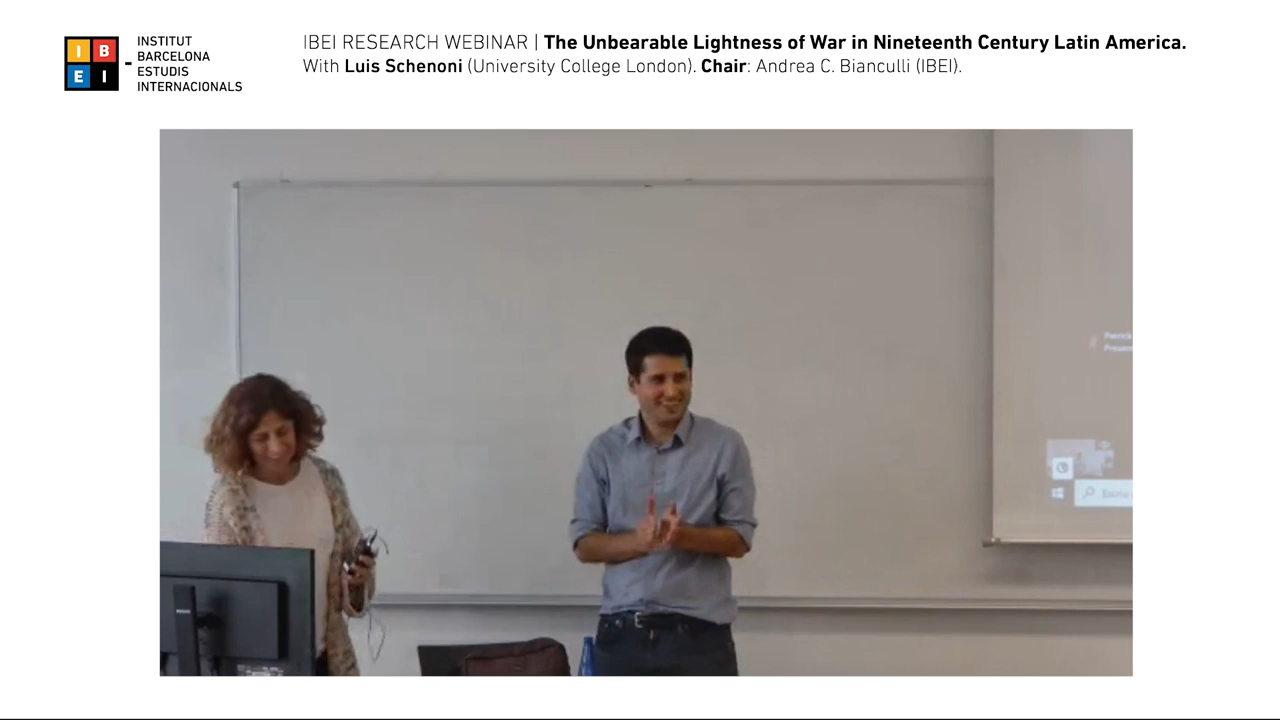 I B
E I
INSTITUT
BARCELONA
ESTUDIS
INTERNACIONALS
IBEI RESEARCH WEBINAR | The Unbearable Lightness of War in Nineteenth Century Latin America.
With Luis Schenoni (University College London). Chair: Andrea C. Bianculli (IBEI).